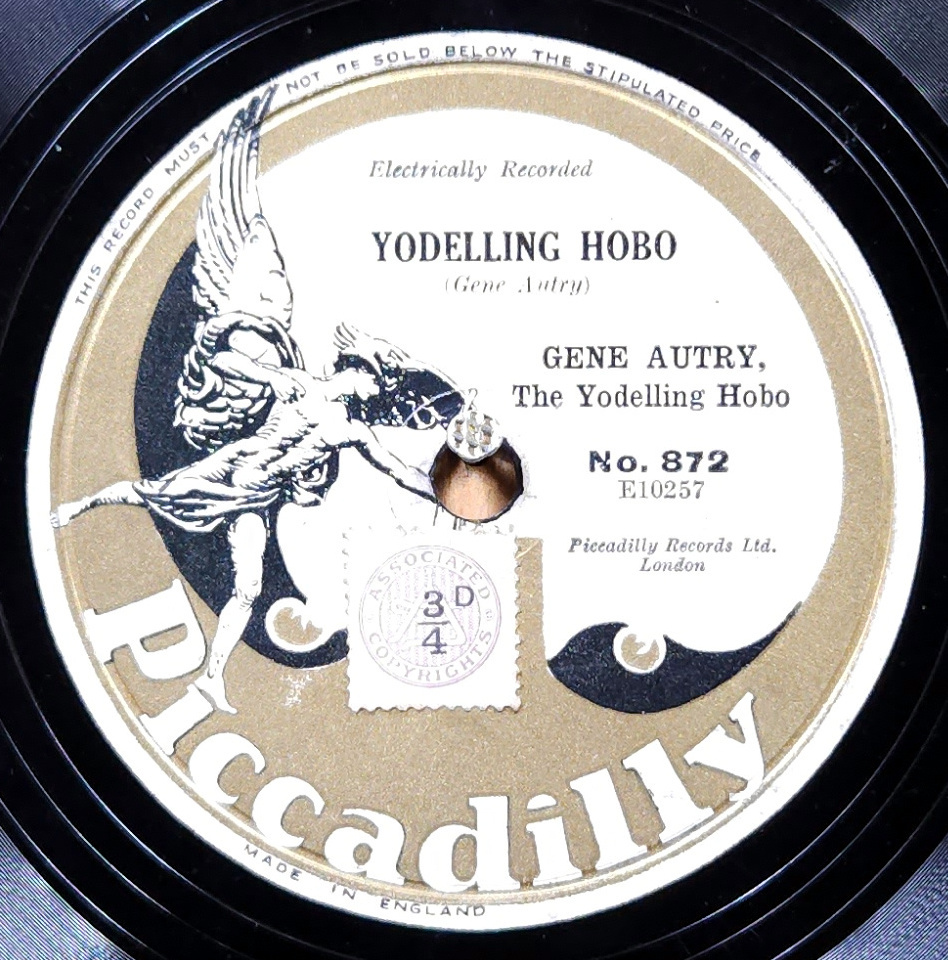 THIS RECORD MUST NOT BE SOLD BELOW THE STIPULATED PRICE
Electrically Recorded
YODELLING HOBO
(Gene Autry)
GENE AUTRY,
The Yodelling Hobo
No. 872
E10257
Piccadilly Records Ltd.
London
ASSOCIATED
3/4 D
COPYRIGHTS
Piccadilly
MADE IN ENGLAND